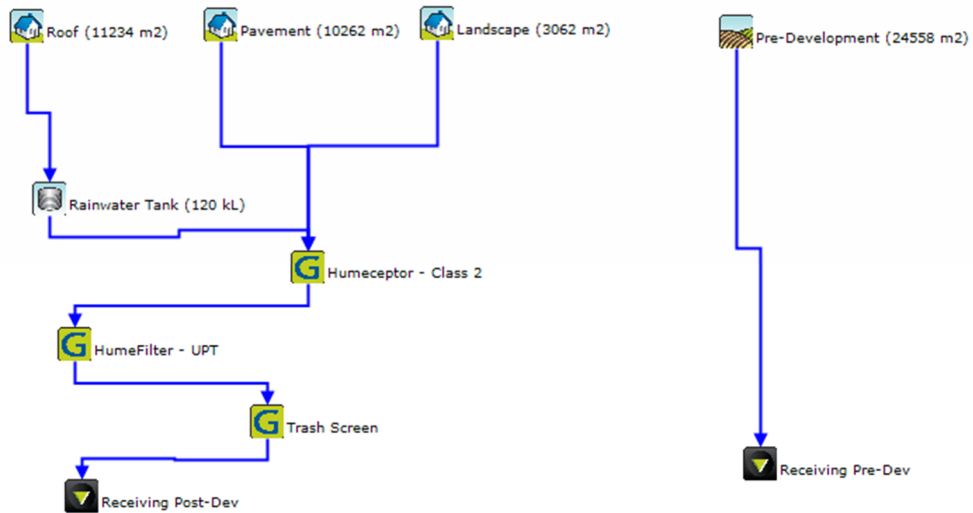 Roof (11234 m2)
Pavement (10262 m2)
Landscape (3062 m2)
Pre-Development (24558 m2)
Rainwater Tank (120 kL)
G
Humeceptor - Class 2
G
HumeFilter - UPT
G
Trash Screen
Receiving Pre-Dev
Receiving Post-Dev